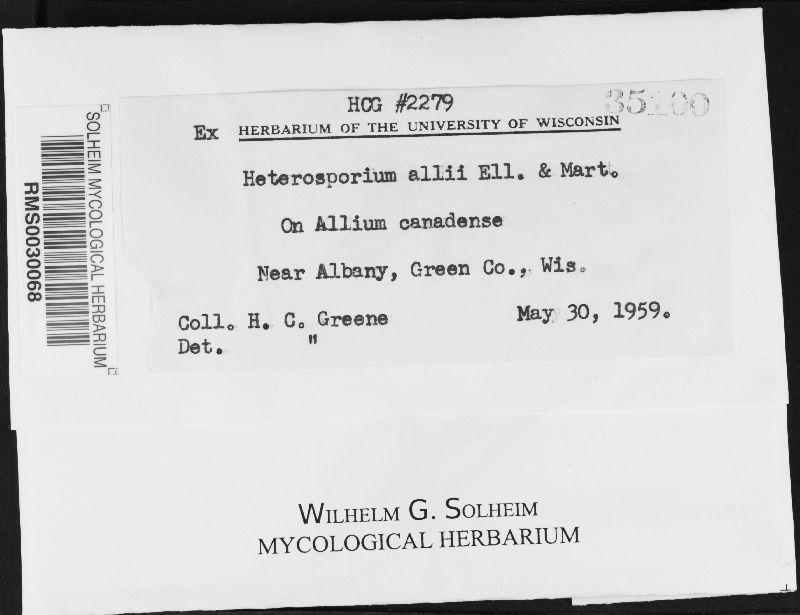 HCG #2279
35100
Ex HERBARIUM OF THE UNIVERSITY OF WISCONSIN
Heterosporium allii Ell. & Mart.
On Allium canadense
Near Albany, Green Co., Wis.
Coll. H. C. Greene May 30, 1959.
Det. "
SOLHEIM MYCOLOGICAL HERBARIUM
RMS0030068
WILHELM G. SOLHEIM
MYCOLOGICAL HERBARIUM